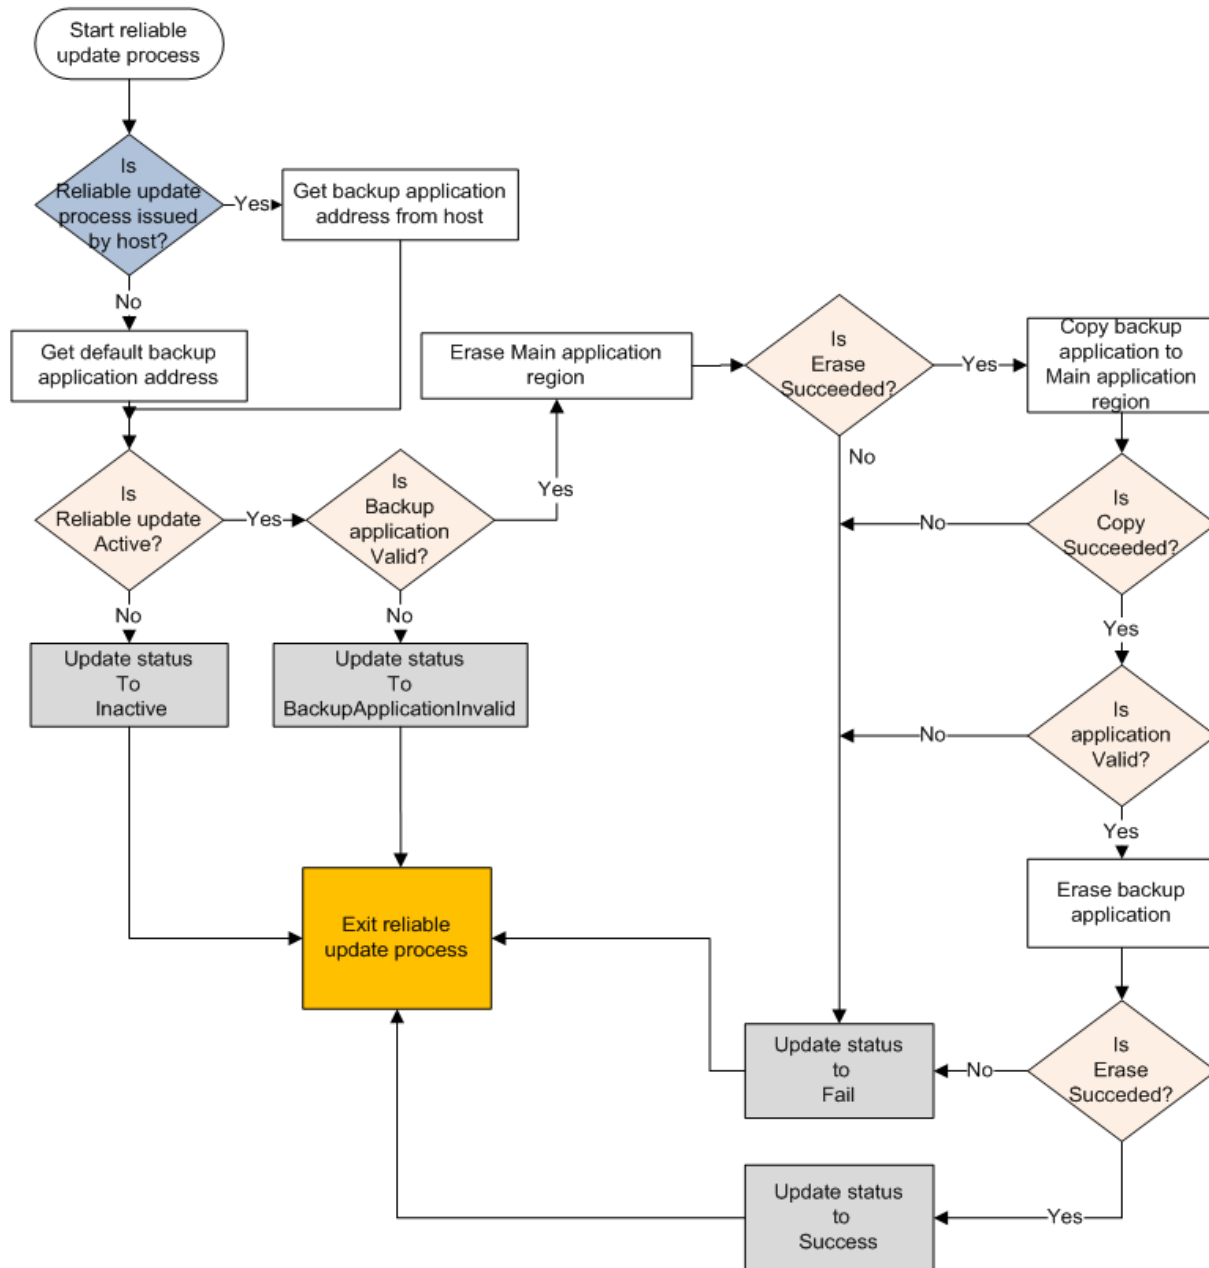 Start reliable
update process
Is
Reliable update
process issued
by host?
Yes
Get backup application
address from host
No
Get default backup
application address
Is
Reliable update
Active?
Yes
Is
Backup
application
Valid?
Yes
Erase Main application
region
Is
Erase
Succeeded?
Yes
Copy backup
application to
Main application
region
No
Is
Copy
Succeeded?
No
Yes
No
Update status
To
Inactive
No
Update status
To
BackupApplicationInvalid
Is
application
Valid?
No
Yes
Erase backup
application
Exit reliable
update process
Update status
to
Fail
No
Is
Erase
Succeded?
Yes
Update status
to
Success